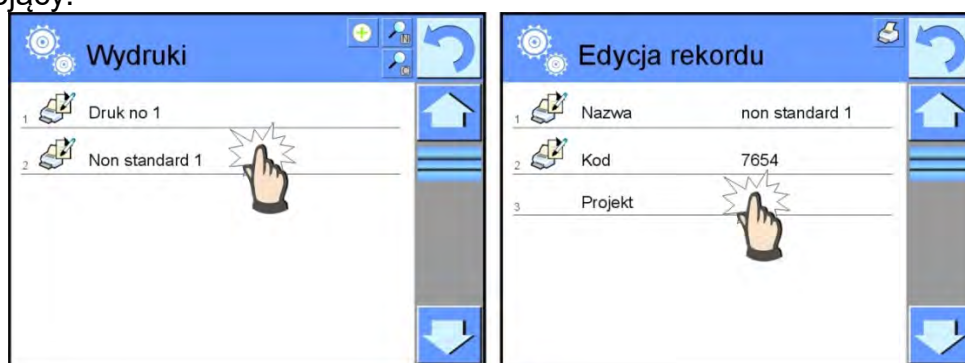 jący:
Wydruki
1 Druk no 1
2 Non standard 1
Edycja rekordu
1 Nazwa non standard 1
2 Kod 7654
3 Projekt